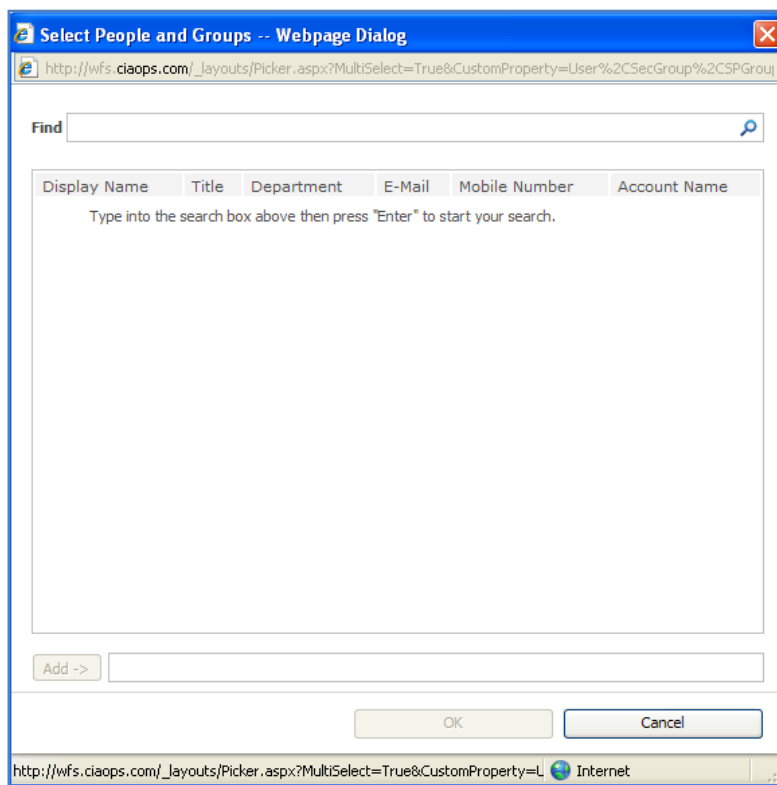 Select People and Groups -- Webpage Dialog
http://wfs.ciaops.com/_layouts/Picker.aspx?MultiSelect=True&CustomProperty=User%2CSecGroup%2CSPGrou
Find
Display Name Title Department E-Mail Mobile Number Account Name
Type into the search box above then press "Enter" to start your search.
Add ->
OK Cancel
http://wfs.ciaops.com/_layouts/Picker.aspx?MultiSelect=True&CustomProperty=U Internet